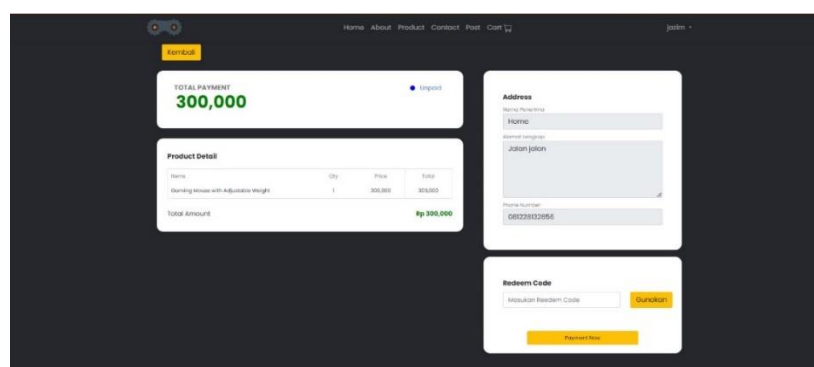 Home About Product Contact Post Cart
jazlm
Kembali
TOTAL PAYMENT
Unpaid
300,000
Product Detail
Items Qty Price Total
Gaming Mouse with Adjustable Weight 1 300,000 300,000
Total Amount Rp 300,000
Address
Nama Penerima
Home
Alamat Lengkap
Jalan jalan
Phone Number
081228132856
Redeem Code
Masukan Reedem Code
Gunakan
Payment Now